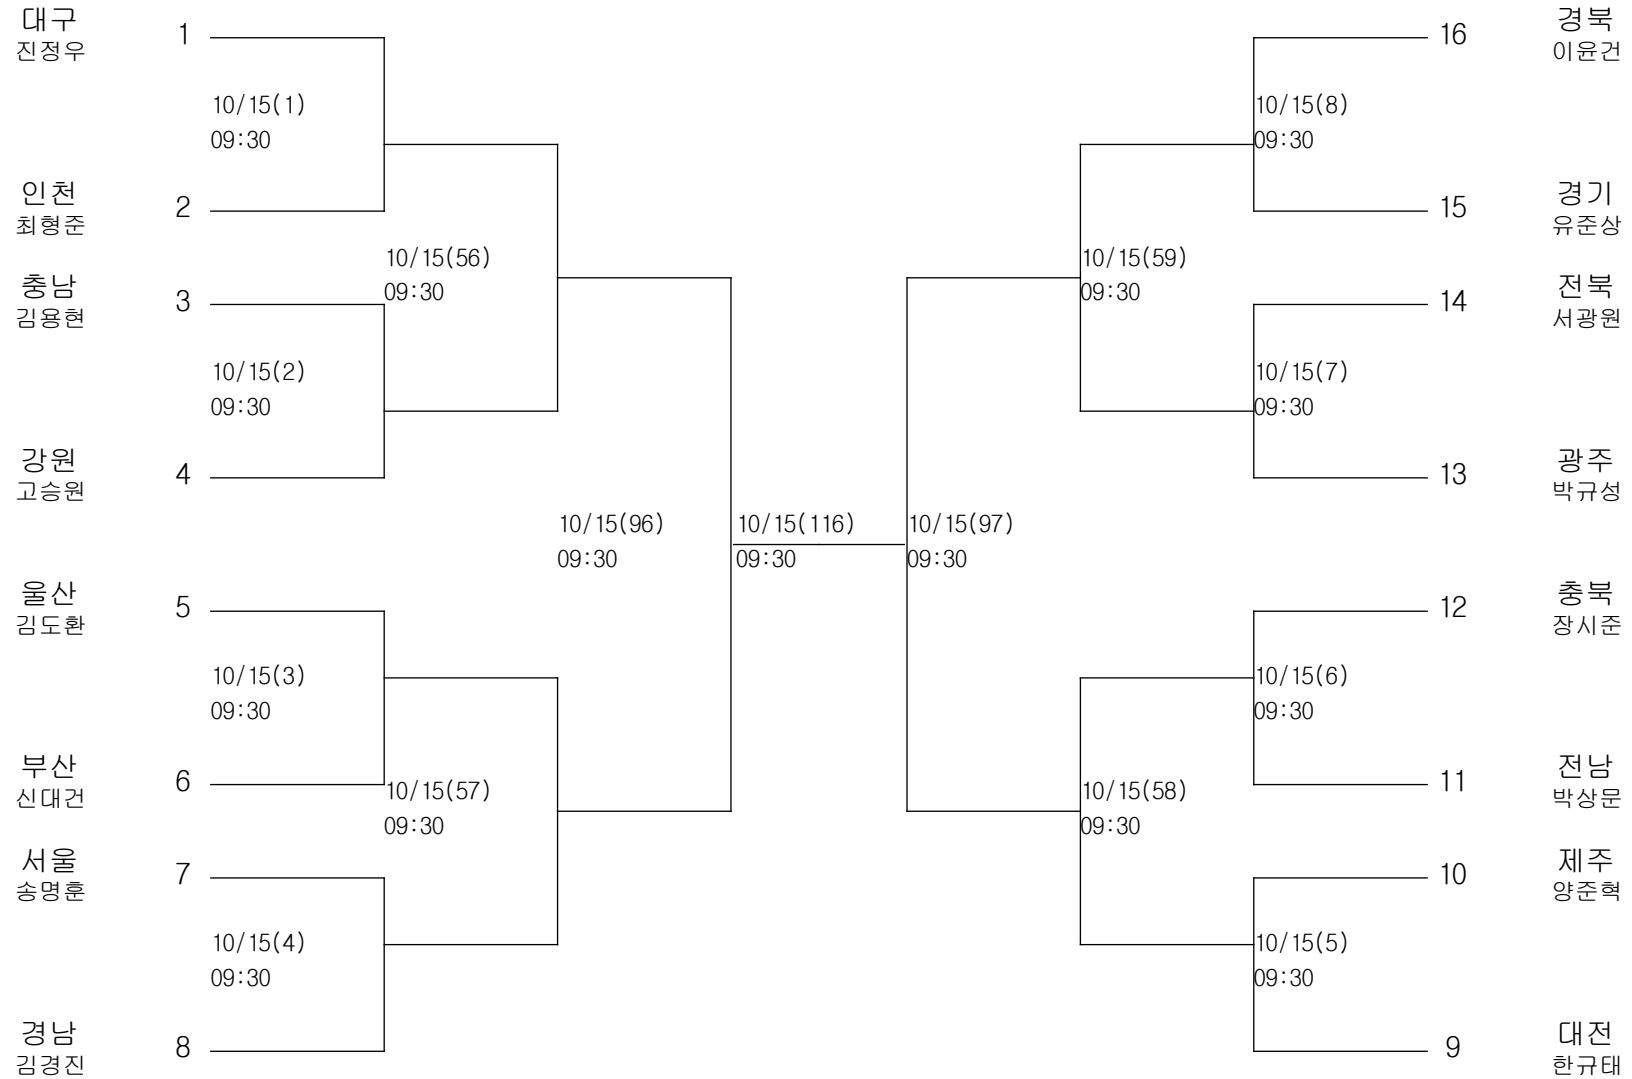 대구
진정우
1
10/15(1)
09:30
인천
최형준
2
10/15(56)
09:30
충남
김용현
3
10/15(2)
09:30
강원
고승원
4
10/15(96)
09:30
울산
김도환
5
10/15(3)
09:30
부산
신대건
6
10/15(57)
09:30
서울
송명훈
7
10/15(4)
09:30
경남
김경진
8
10/15(116)
09:30
16
경북
이윤건
10/15(8)
09:30
15
경기
유준상
10/15(59)
09:30
14
전북
서광원
10/15(7)
09:30
13
광주
박규성
10/15(97)
09:30
12
충북
장시준
10/15(6)
09:30
11
전남
박상문
10/15(58)
09:30
10
제주
양준혁
10/15(5)
09:30
9
대전
한규태